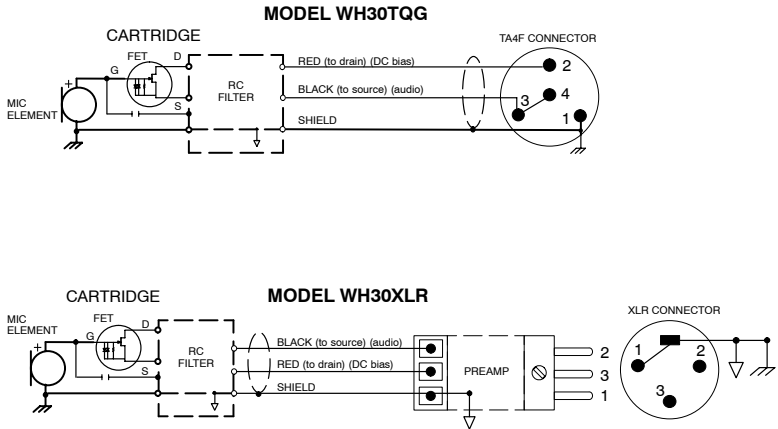 MODEL WH30TQG
CARTRIDGE
TA4F CONNECTOR
FET
D
G
S
+
MIC
ELEMENT
RC
FILTER
RED (to drain) (DC bias)
BLACK (to source) (audio)
SHIELD
2
4
3
1
MODEL WH30XLR
CARTRIDGE
XLR CONNECTOR
MIC
ELEMENT
FET
D
G
S
+
RC
FILTER
BLACK (to source) (audio)
RED (to drain) (DC bias)
SHIELD
PREAMP
2
3
1
1
2
3